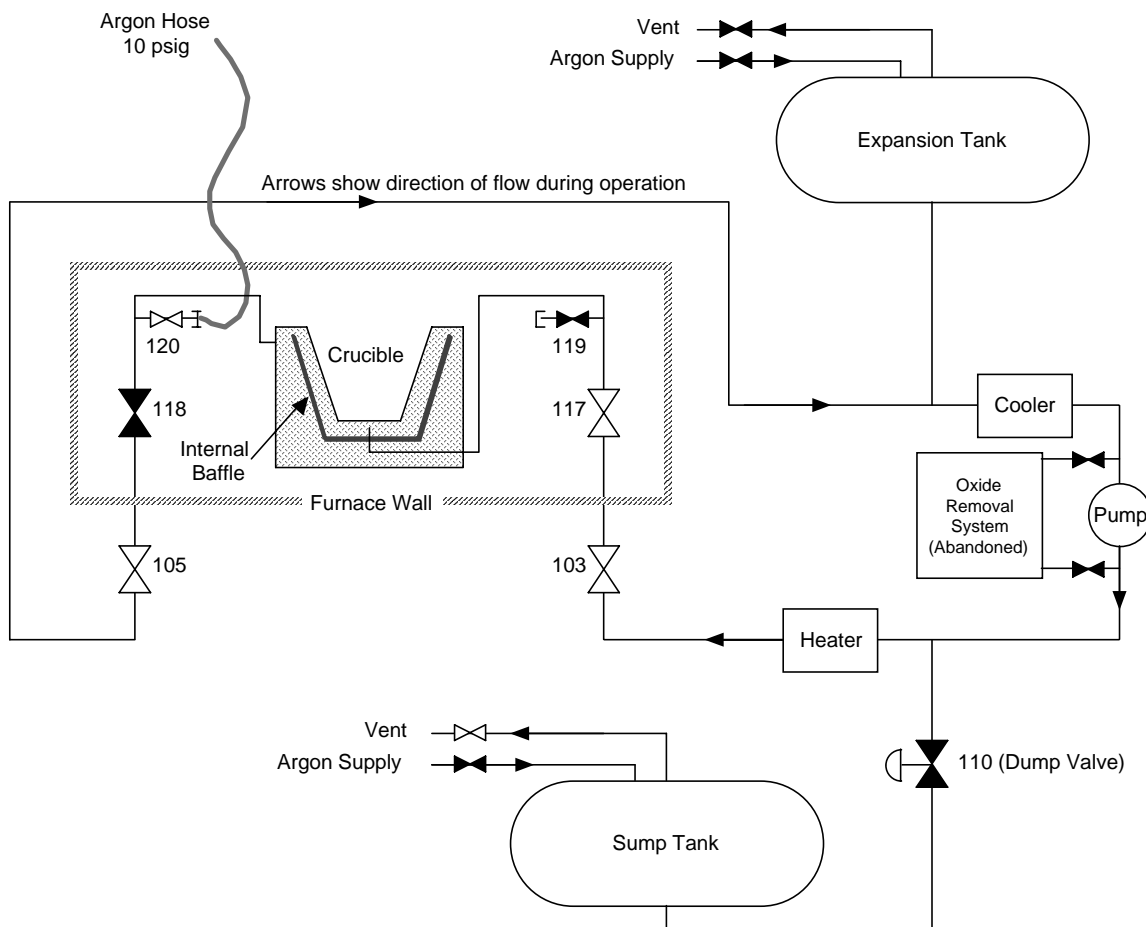 Argon Hose
10 psig
Vent
Argon Supply
Expansion Tank
Arrows show direction of flow during operation
120
119
Crucible
118
117
Internal
Baffle
Furnace Wall
Cooler
Oxide
Removal
System
(Abandoned)
Pump
105
103
Heater
Vent
Argon Supply
110 (Dump Valve)
Sump Tank